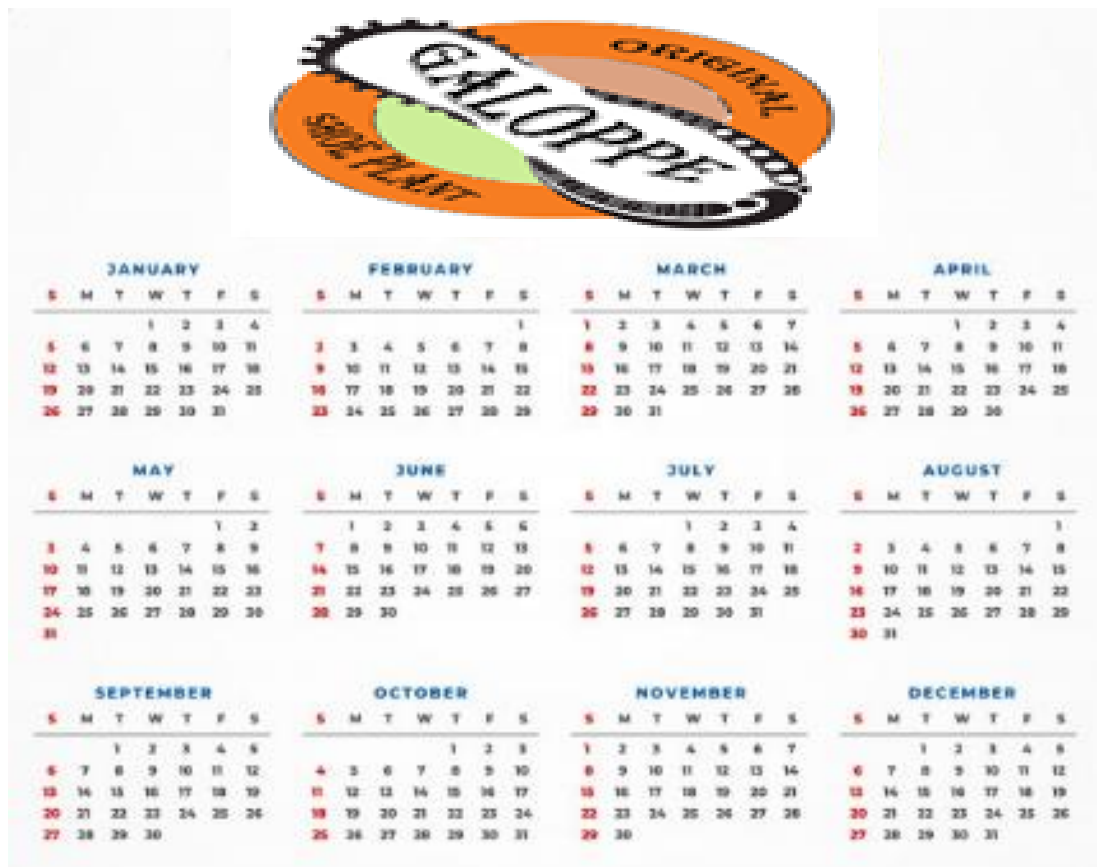 ORIGINAL
GALOPPE
SHOE PLANT
JANUARY
S M T W T F S
1 2 3 4
5 6 7 8 9 10 11
12 13 14 15 16 17 18
19 20 21 22 23 24 25
26 27 28 29 30 31
FEBRUARY
S M T W T F S
1
2 3 4 5 6 7 8
9 10 11 12 13 14 15
16 17 18 19 20 21 22
23 24 25 26 27 28 29
MARCH
S M T W T F S
1 2 3 4 5 6 7
8 9 10 11 12 13 14
15 16 17 18 19 20 21
22 23 24 25 26 27 28
29 30 31
APRIL
S M T W T F S
1 2 3 4
5 6 7 8 9 10 11
12 13 14 15 16 17 18
19 20 21 22 23 24 25
26 27 28 29 30
MAY
S M T W T F S
1 2
3 4 5 6 7 8 9
10 11 12 13 14 15 16
17 18 19 20 21 22 23
24 25 26 27 28 29 30
31
JUNE
S M T W T F S
1 2 3 4 5 6
7 8 9 10 11 12 13
14 15 16 17 18 19 20
21 22 23 24 25 26 27
28 29 30
JULY
S M T W T F S
1 2 3 4
5 6 7 8 9 10 11
12 13 14 15 16 17 18
19 20 21 22 23 24 25
26 27 28 29 30 31
AUGUST
S M T W T F S
1
2 3 4 5 6 7 8
9 10 11 12 13 14 15
16 17 18 19 20 21 22
23 24 25 26 27 28 29
30 31
SEPTEMBER
S M T W T F S
1 2 3 4 5
6 7 8 9 10 11 12
13 14 15 16 17 18 19
20 21 22 23 24 25 26
27 28 29 30
OCTOBER
S M T W T F S
1 2 3
4 5 6 7 8 9 10
11 12 13 14 15 16 17
18 19 20 21 22 23 24
25 26 27 28 29 30 31
NOVEMBER
S M T W T F S
1 2 3 4 5 6 7
8 9 10 11 12 13 14
15 16 17 18 19 20 21
22 23 24 25 26 27 28
29 30
DECEMBER
S M T W T F S
1 2 3 4 5
6 7 8 9 10 11 12
13 14 15 16 17 18 19
20 21 22 23 24 25 26
27 28 29 30 31